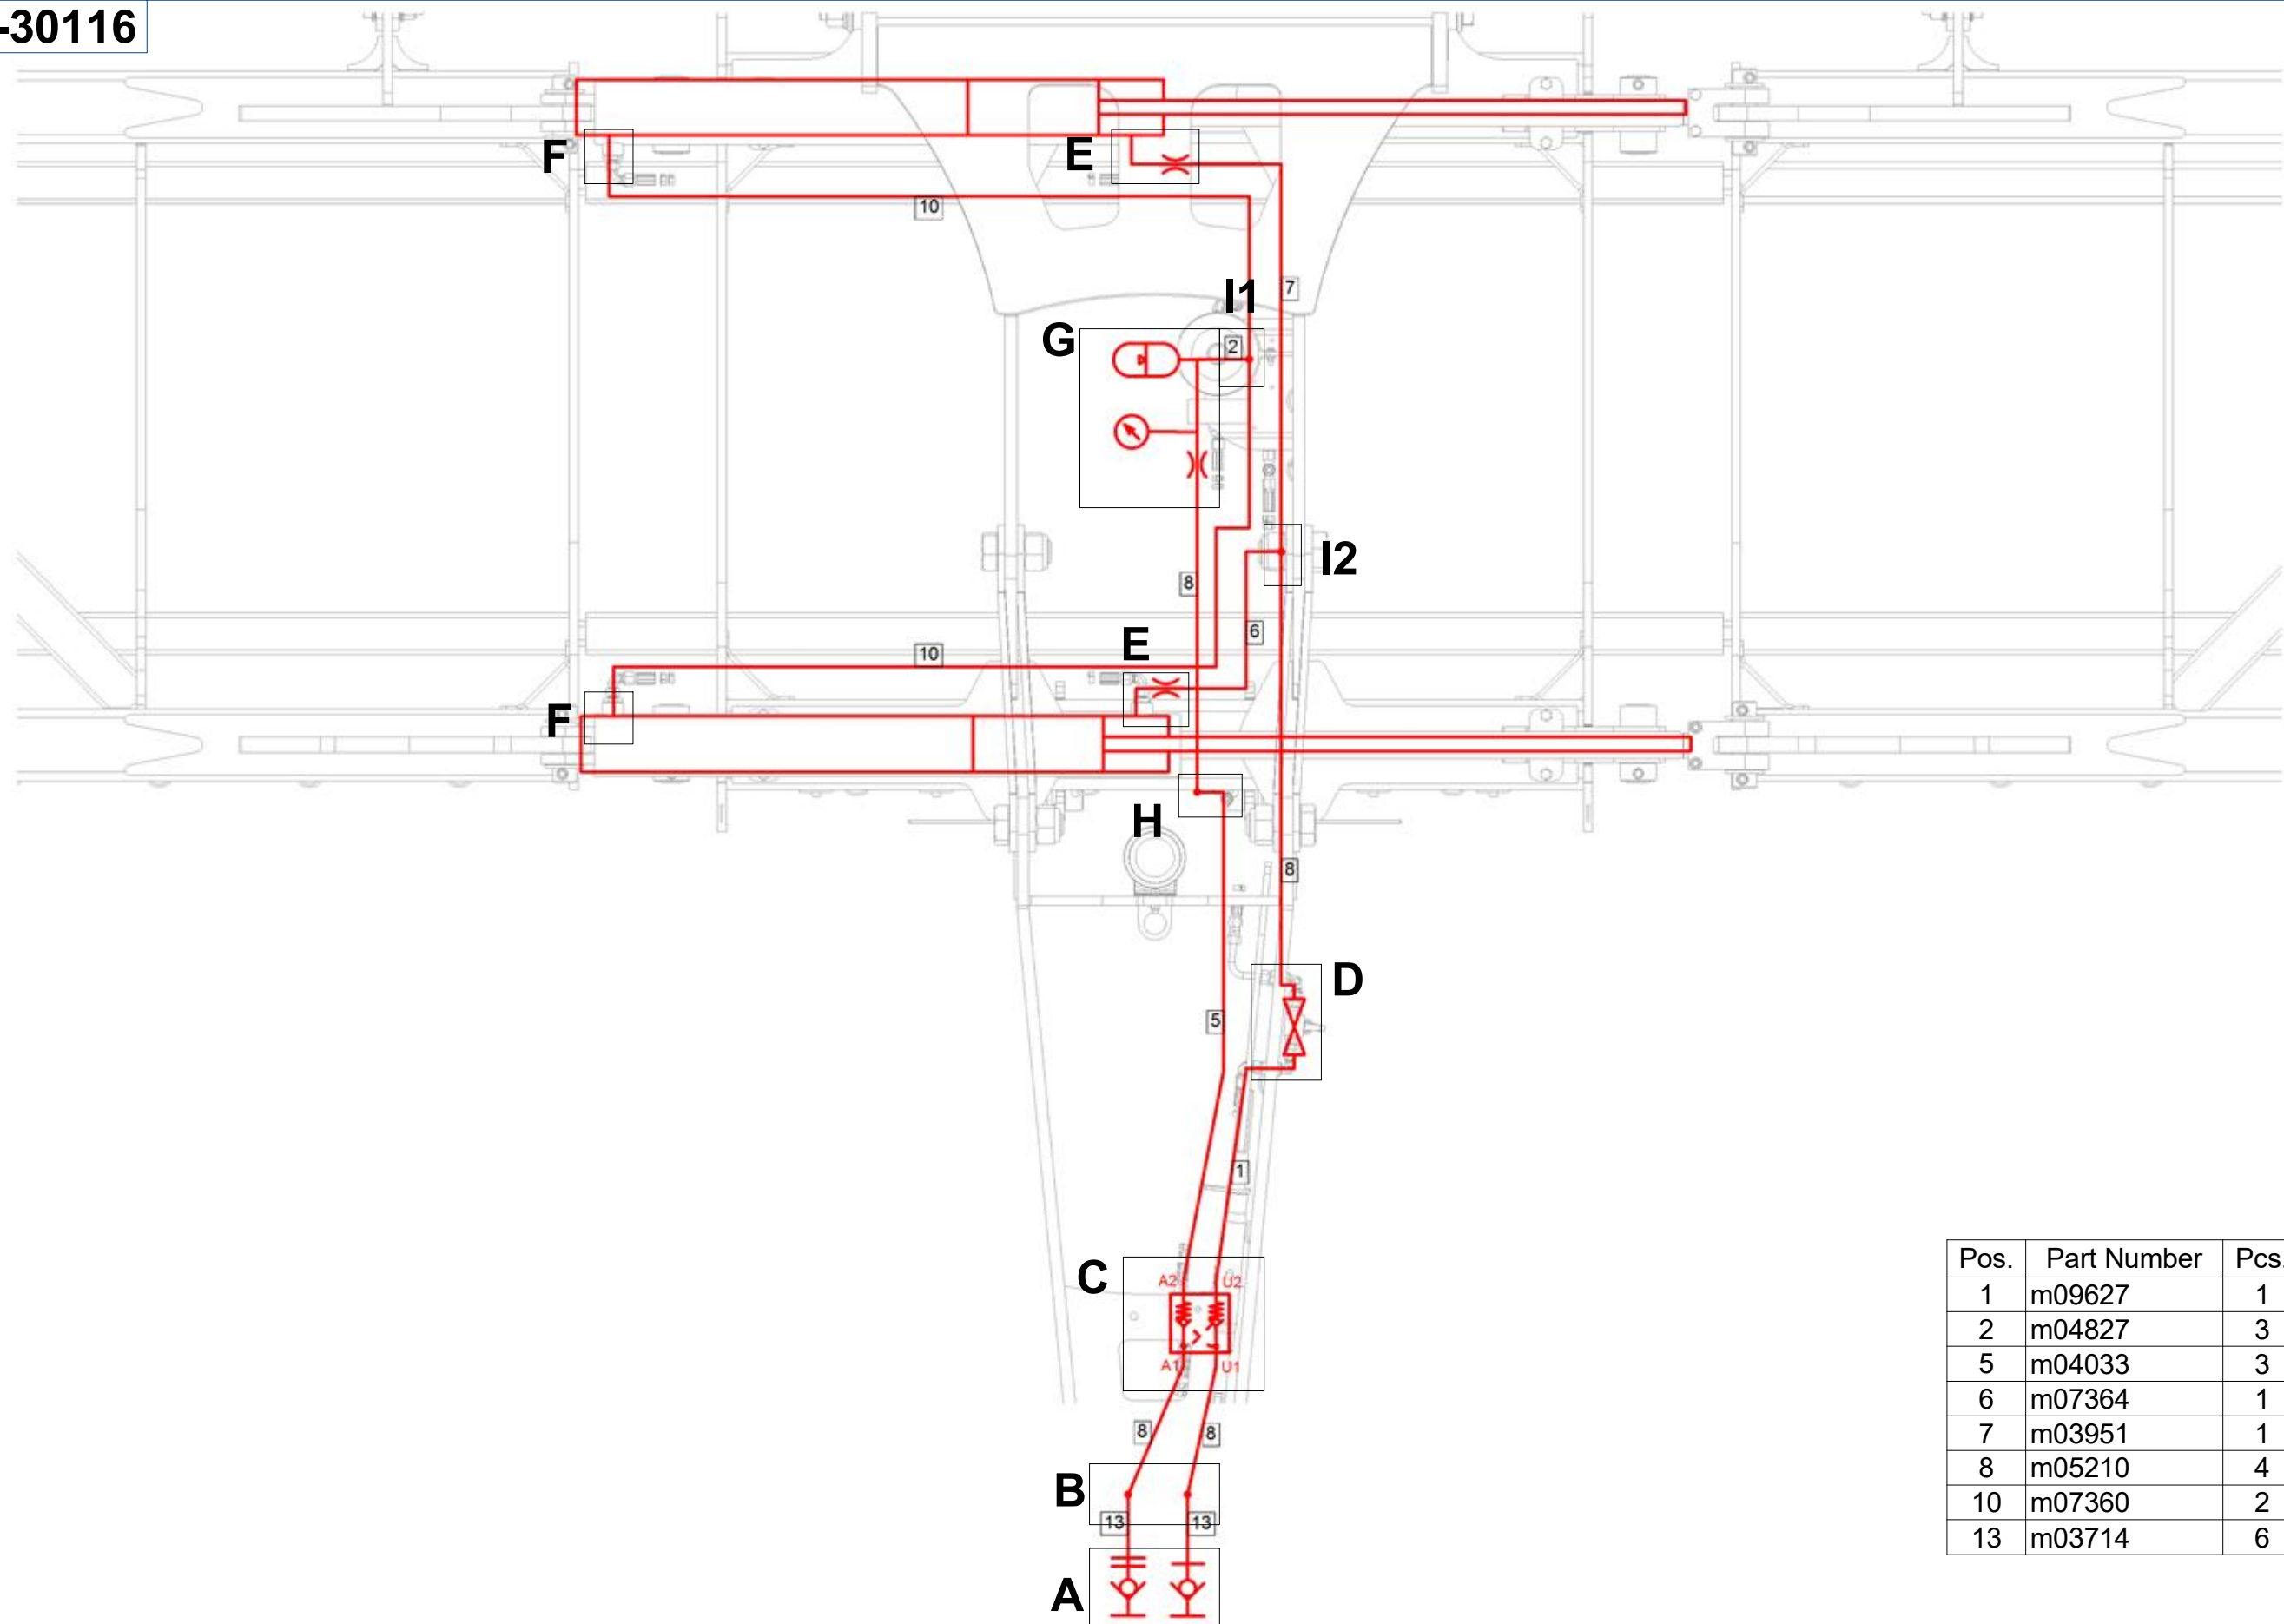 -30116
F
E
10
7
I1
G
2
I2
8
6
E
10
F
H
8
D
5
1
C
A2
U2
A1
U1
8
8
B
13
13
A
Pos. Part Number Pcs.
1 m09627 1
2 m04827 3
5 m04033 3
6 m07364 1
7 m03951 1
8 m05210 4
10 m07360 2
13 m03714 6